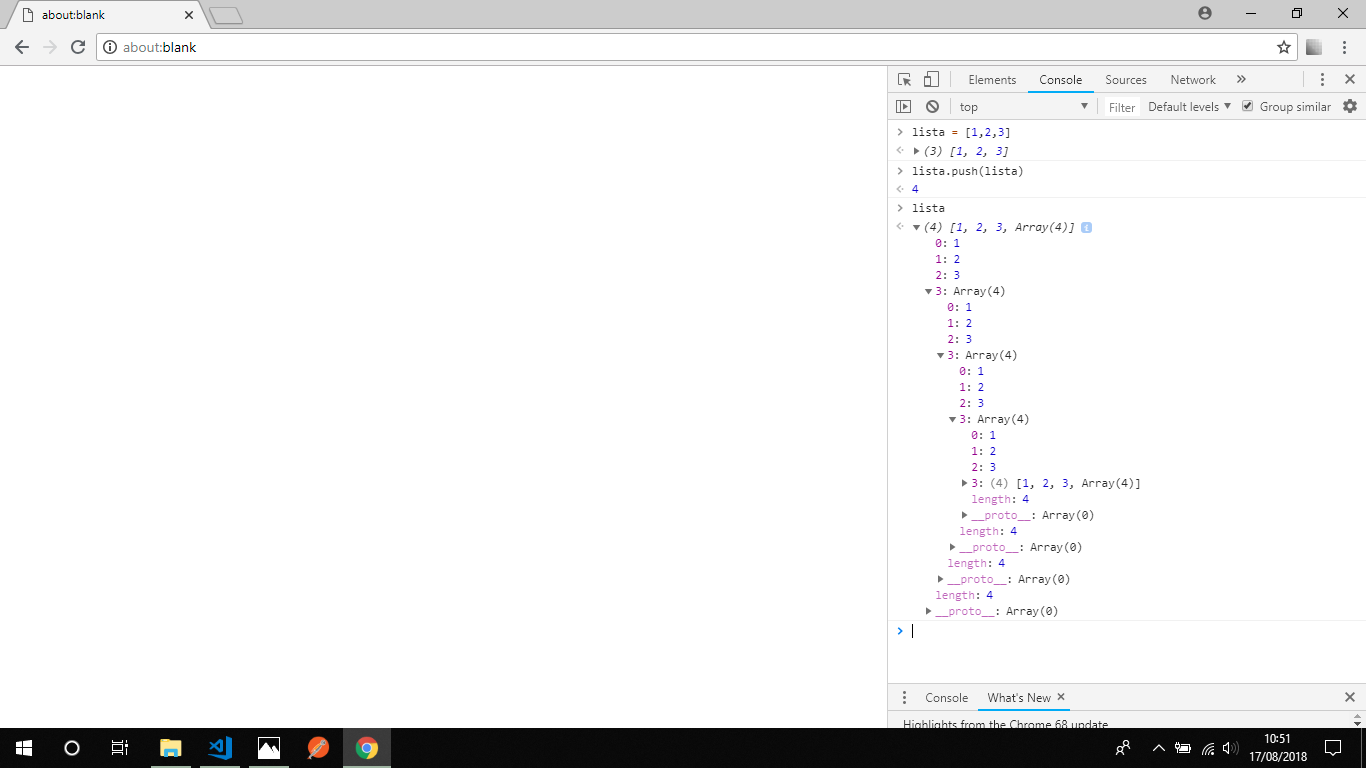 about:blank
about:blank
Elements Console Sources Network »
top Filter Default levels Group similar
> lista = [1,2,3]
(3) [1, 2, 3]
> lista.push(lista)
4
> lista
(4) [1, 2, 3, Array(4)] i
0: 1
1: 2
2: 3
3: Array(4)
0: 1
1: 2
2: 3
3: Array(4)
0: 1
1: 2
2: 3
3: Array(4)
0: 1
1: 2
2: 3
3: (4) [1, 2, 3, Array(4)]
length: 4
__proto__: Array(0)
length: 4
__proto__: Array(0)
length: 4
__proto__: Array(0)
length: 4
__proto__: Array(0)
>
Console What's New
Highlights from the Chrome 68 update
10:51
17/08/2018